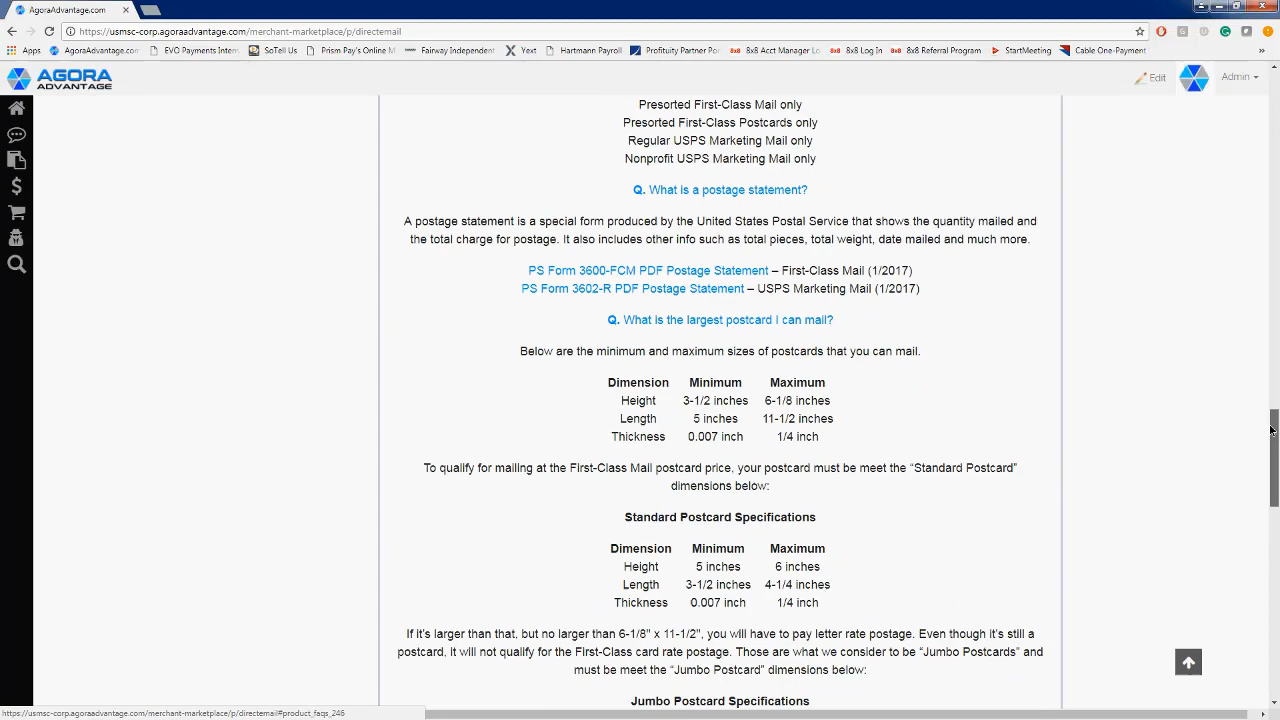 AgoraAdvantage.com
https://usmsc-corp.agoraadvantage.com/merchant-marketplace/p/directemail
Apps AgoraAdvantage.com EVO Payments Intern SoTell Us Prism Pay's Online M Fairway Independent Yext Hartmann Payroll Profituity Partner 8x8 Acct Manager Lo 8x8 Log In 8x8 Referral Program StartMeeting Cable One-Payment »
AGORA
ADVANTAGE
Edit
Admin
Presorted First-Class Mail only
Presorted First-Class Postcards only
Regular USPS Marketing Mail only
Nonprofit USPS Marketing Mail only
Q. What is a postage statement?
A postage statement is a special form produced by the United States Postal Service that shows the quantity mailed and
the total charge for postage. It also includes other info such as total pieces, total weight, date mailed and much more.
PS Form 3600-FCM PDF Postage Statement – First-Class Mail (1/2017)
PS Form 3602-R PDF Postage Statement – USPS Marketing Mail (1/2017)
Q. What is the largest postcard I can mail?
Below are the minimum and maximum sizes of postcards that you can mail.
Dimension Minimum Maximum
Height 3-1/2 inches 6-1/8 inches
Length 5 inches 11-1/2 inches
Thickness 0.007 inch 1/4 inch
To qualify for mailing at the First-Class Mail postcard price, your postcard must be meet the “Standard Postcard”
dimensions below:
Standard Postcard Specifications
Dimension Minimum Maximum
Height 5 inches 6 inches
Length 3-1/2 inches 4-1/4 inches
Thickness 0.007 inch 1/4 inch
If it’s larger than that, but no larger than 6-1/8" x 11-1/2", you will have to pay letter rate postage. Even though it’s still a
postcard, it will not qualify for the First-Class card rate postage. Those are what we consider to be “Jumbo Postcards” and
must be meet the “Jumbo Postcard” dimensions below:
Jumbo Postcard Specifications
https://usmsc-corp.agoraadvantage.com/merchant-marketplace/p/directemail#product_faqs_246